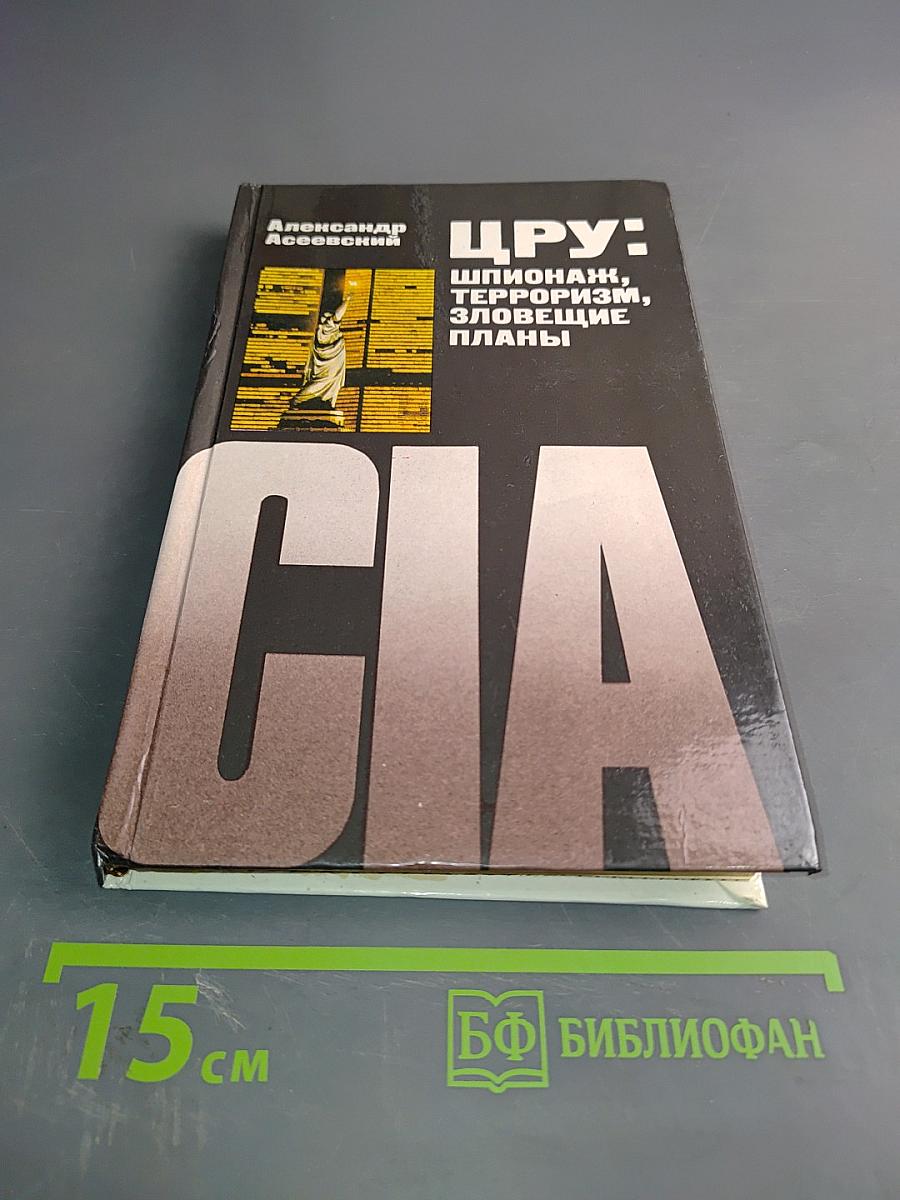 Александр
Асеевский
ЦРУ:
ШПИОНАЖ,
ТЕРРОРИЗМ,
ЗЛОВЕЩИЕ
ПЛАНЫ
CIA
15 см
БФ БИБЛИОФАН